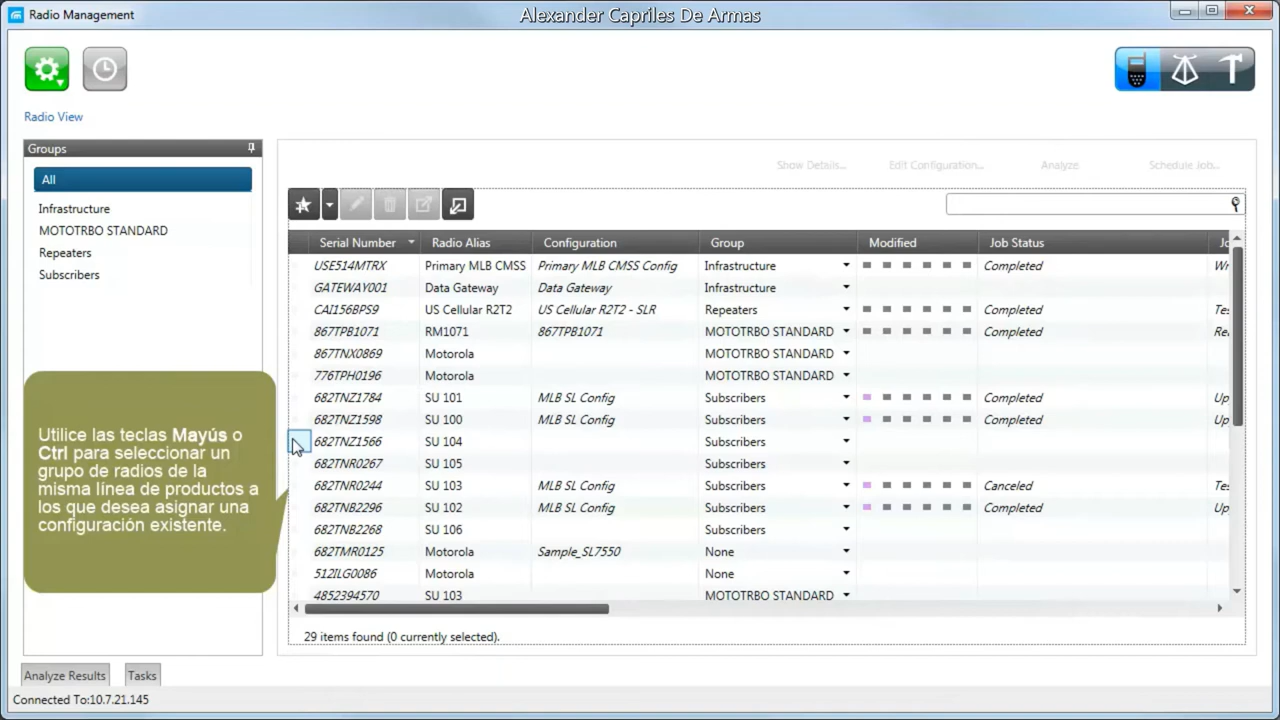 Radio Management
Alexander Capriles De Armas
Radio View
Groups
All
Infrastructure
MOTOTRBO STANDARD
Repeaters
Subscribers
Utilice las teclas Mayús o
Ctrl para seleccionar un
grupo de radios de la
misma línea de productos a
los que desea asignar una
configuración existente.
Show Details... Edit Configuration... Analyze Schedule Job...
Serial Number Radio Alias Configuration Group Modified Job Status Jo
USE514MTRX Primary MLB CMSS Primary MLB CMSS Config Infrastructure Completed Wr
GATEWAY001 Data Gateway Data Gateway Infrastructure
CAI156BPS9 US Cellular R2T2 US Cellular R2T2 - SLR Repeaters Completed Te
867TPB1071 RM1071 867TPB1071 MOTOTRBO STANDARD Completed Re
867TNX0869 Motorola MOTOTRBO STANDARD
776TPH0196 Motorola MOTOTRBO STANDARD
682TNZ1784 SU 101 MLB SL Config Subscribers Completed Up
682TNZ1598 SU 100 MLB SL Config Subscribers Completed Up
682TNZ1566 SU 104 Subscribers
682TNR0267 SU 105 Subscribers
682TNR0244 SU 103 MLB SL Config Subscribers Canceled Te
682TNB2296 SU 102 MLB SL Config Subscribers Completed Up
682TNB2268 SU 106 Subscribers
682TMR0125 Motorola Sample_SL7550 None
512ILG0086 Motorola None
4852394570 SU 103 MOTOTRBO STANDARD
29 items found (0 currently selected).
Analyze Results Tasks
Connected To:10.7.21.145